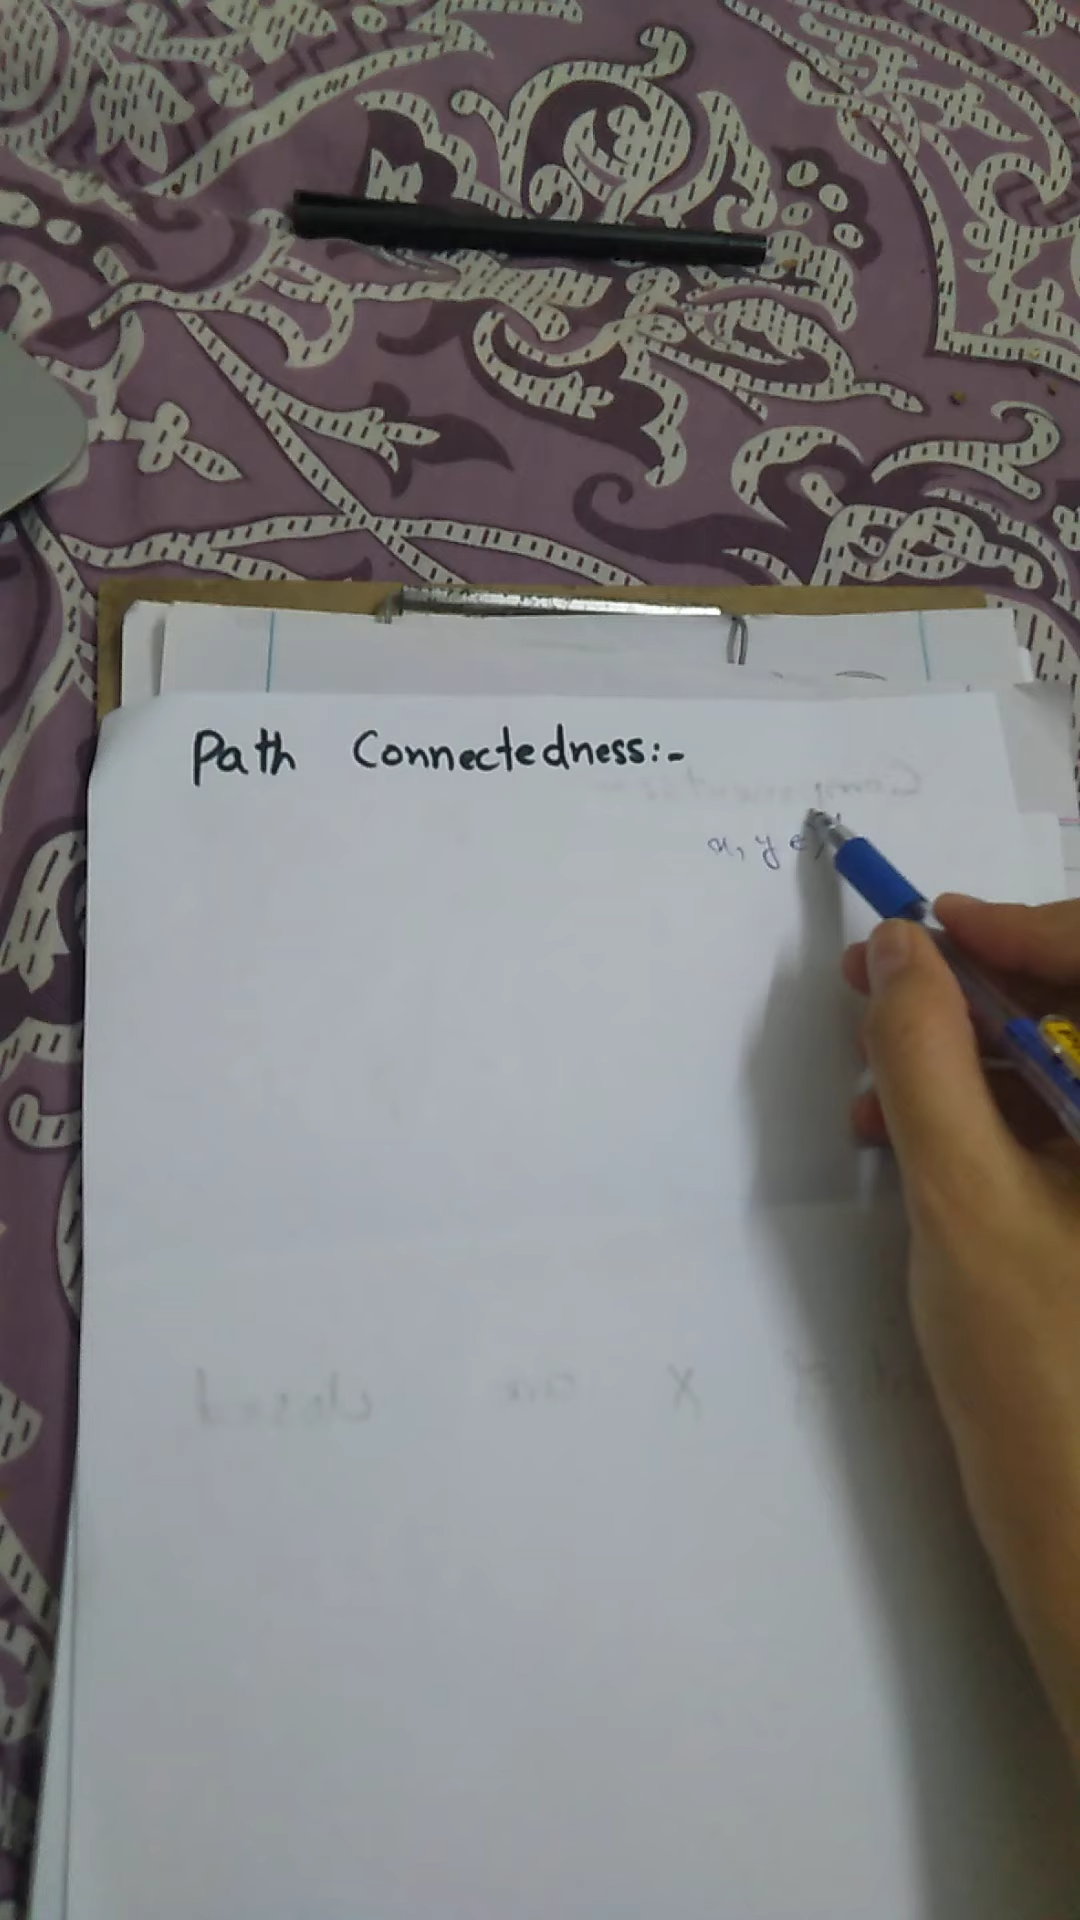 Path Connectedness:-
x, y ∈